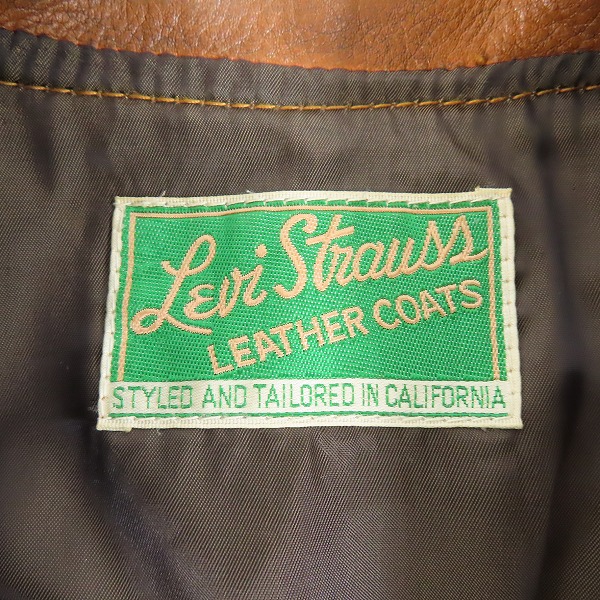 Levi Strauss
LEATHER COATS
STYLED AND TAILORED IN CALIFORNIA